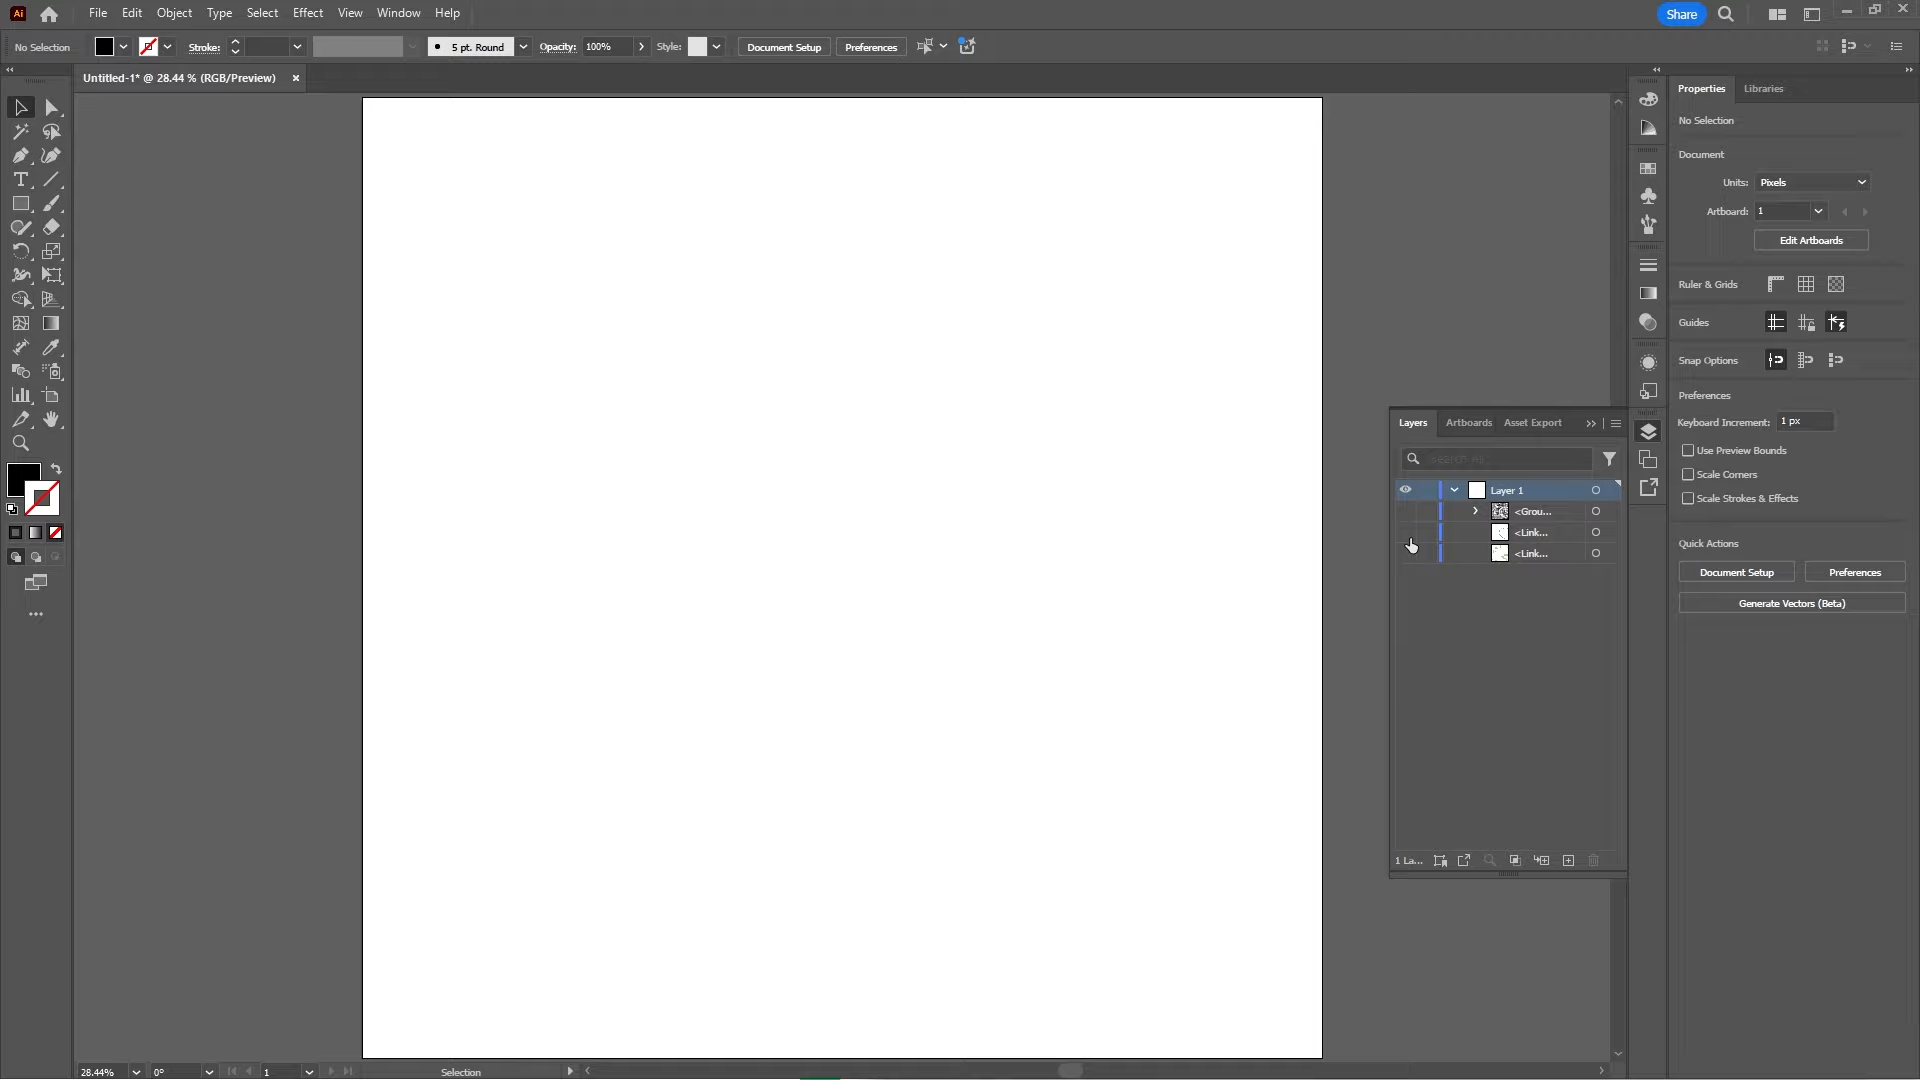 Ai File Edit Object Type Select Effect View Window Help Share
No Selection Stroke: 5 pt. Round Opacity: 100% Style: Document Setup Preferences
Untitled-1* @ 28.44 % (RGB/Preview)
Properties Libraries
No Selection
Document
Units: Pixels
Artboard: 1
Edit Artboards
Ruler & Grids
Guides
Snap Options
Preferences
Keyboard Increment: 1 px
Use Preview Bounds
Scale Corners
Scale Strokes & Effects
Quick Actions
Document Setup Preferences
Generate Vectors (Beta)
Layers Artboards Asset Export
Search All
Layer 1
<Grou...
<Link...
<Link...
1 La...
28.44% 0° 1 Selection